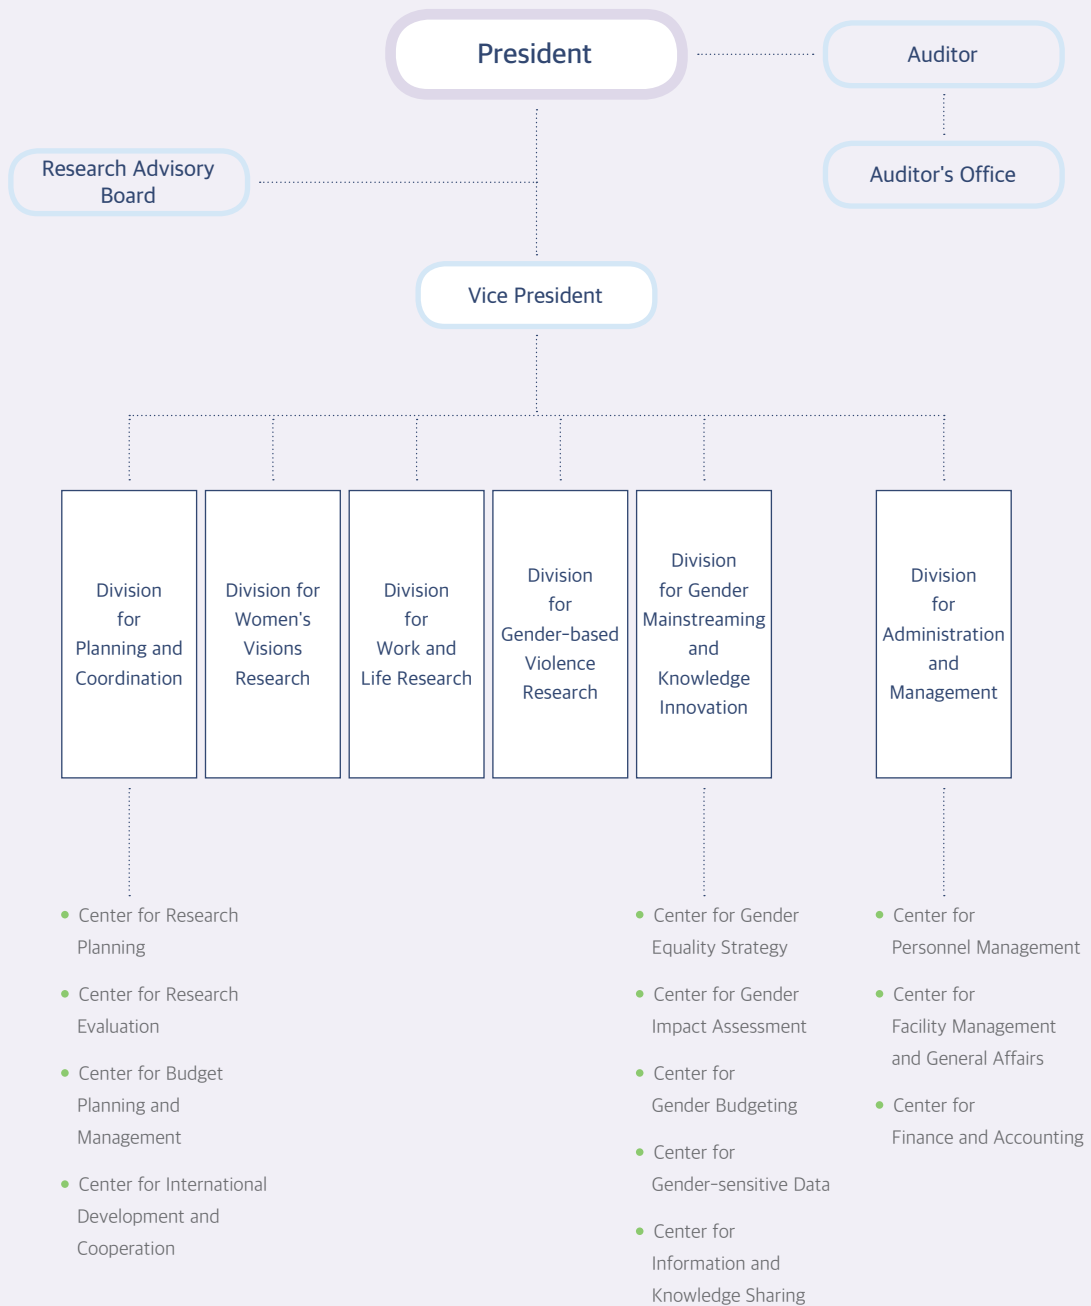 President
Auditor
Research Advisory
Board
Auditor's Office
Vice President
Division
for
Planning and
Coordination
Division for
Women's
Visions
Research
Division
for
Work and
Life Research
Division
for
Gender-based
Violence
Research
Division
for Gender
Mainstreaming
and
Knowledge
Innovation
Division
for
Administration
and
Management
Center for Research
Planning
Center for Research
Evaluation
Center for Budget
Planning and
Management
Center for International
Development and
Cooperation
Center for Gender
Equality Strategy
Center for Gender
Impact Assessment
Center for
Gender Budgeting
Center for
Gender-sensitive Data
Center for
Information and
Knowledge Sharing
Center for
Personnel Management
Center for
Facility Management
and General Affairs
Center for
Finance and Accounting